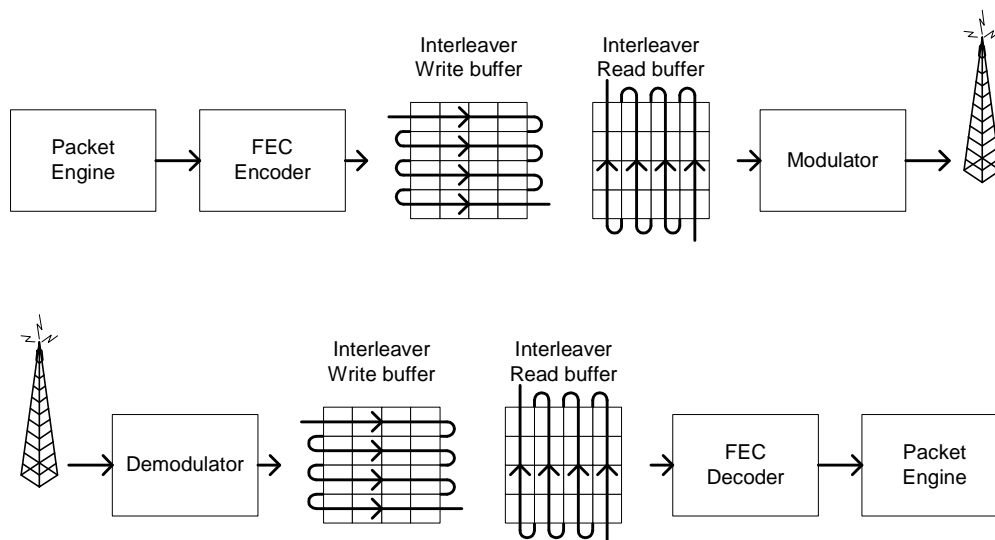 Interleaver
Write buffer
Interleaver
Read buffer
Packet
Engine
FEC
Encoder
Modulator
Interleaver
Write buffer
Interleaver
Read buffer
Demodulator
FEC
Decoder
Packet
Engine